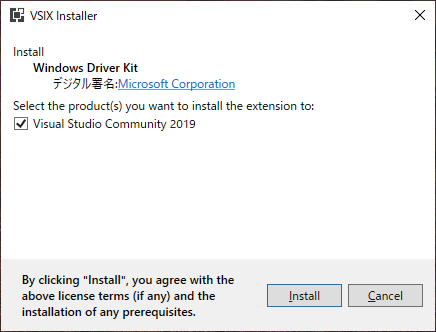 VSIX Installer
Install
Windows Driver Kit
デジタル署名:Microsoft Corporation
Select the product(s) you want to install the extension to:
Visual Studio Community 2019
By clicking "Install", you agree with the
above license terms (if any) and the
installation of any prerequisites.
Install
Cancel